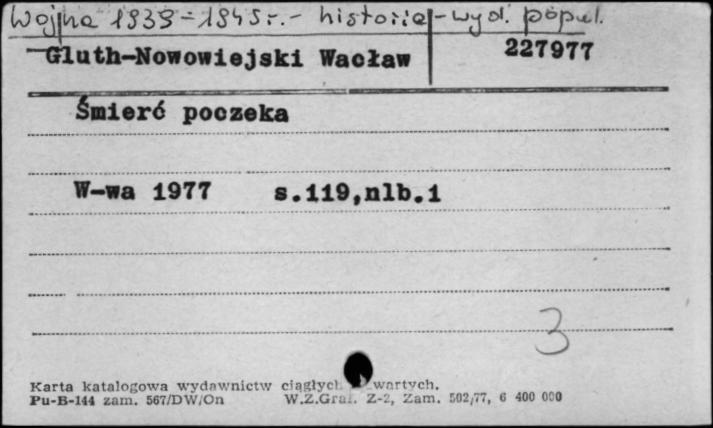 Wojna 1939-1945 r. - historia - wyd. popul.
Gluth-Nowowiejski Wacław 227977
Śmierć poczeka
W-wa 1977 s.119,nlb.1
3
Karta katalogowa wydawnictw ciągłych wartych.
Pu-B-144 zam. 567/DW/On W.Z.Graf. Z-2, Zam. 502/77, 6 400 000